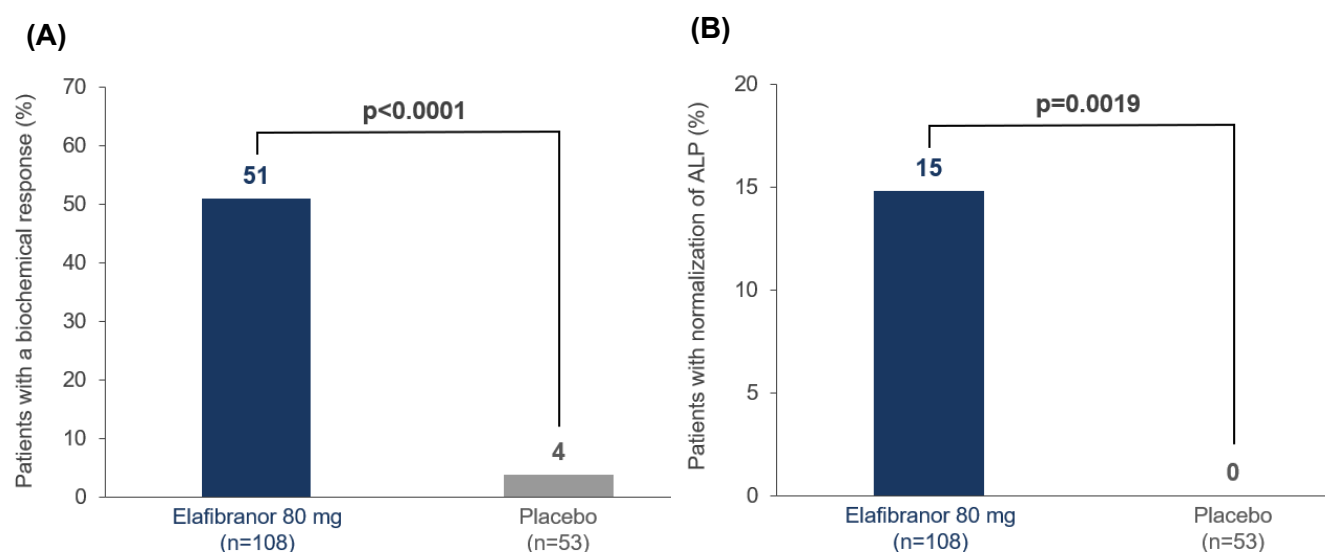 (A)
Patients with a biochemical response (%)
70
60
50
40
30
20
10
0
p<0.0001
51
4
Elafibranor 80 mg
(n=108)
Placebo
(n=53)
(B)
Patients with normalization of ALP (%)
20
15
10
5
0
p=0.0019
15
0
Elafibranor 80 mg
(n=108)
Placebo
(n=53)